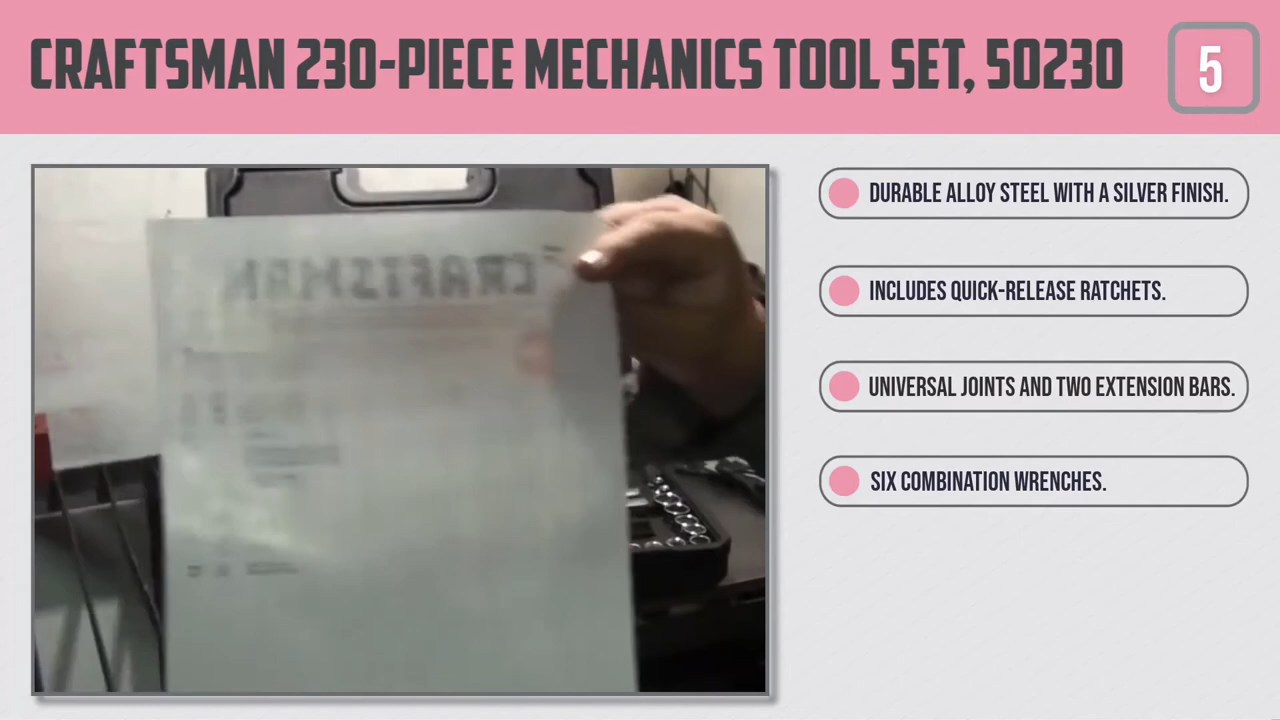 CRAFTSMAN 230-PIECE MECHANICS TOOL SET, 50230
5
CRAFTSMAN
DURABLE ALLOY STEEL WITH A SILVER FINISH.
INCLUDES QUICK-RELEASE RATCHETS.
UNIVERSAL JOINTS AND TWO EXTENSION BARS.
SIX COMBINATION WRENCHES.